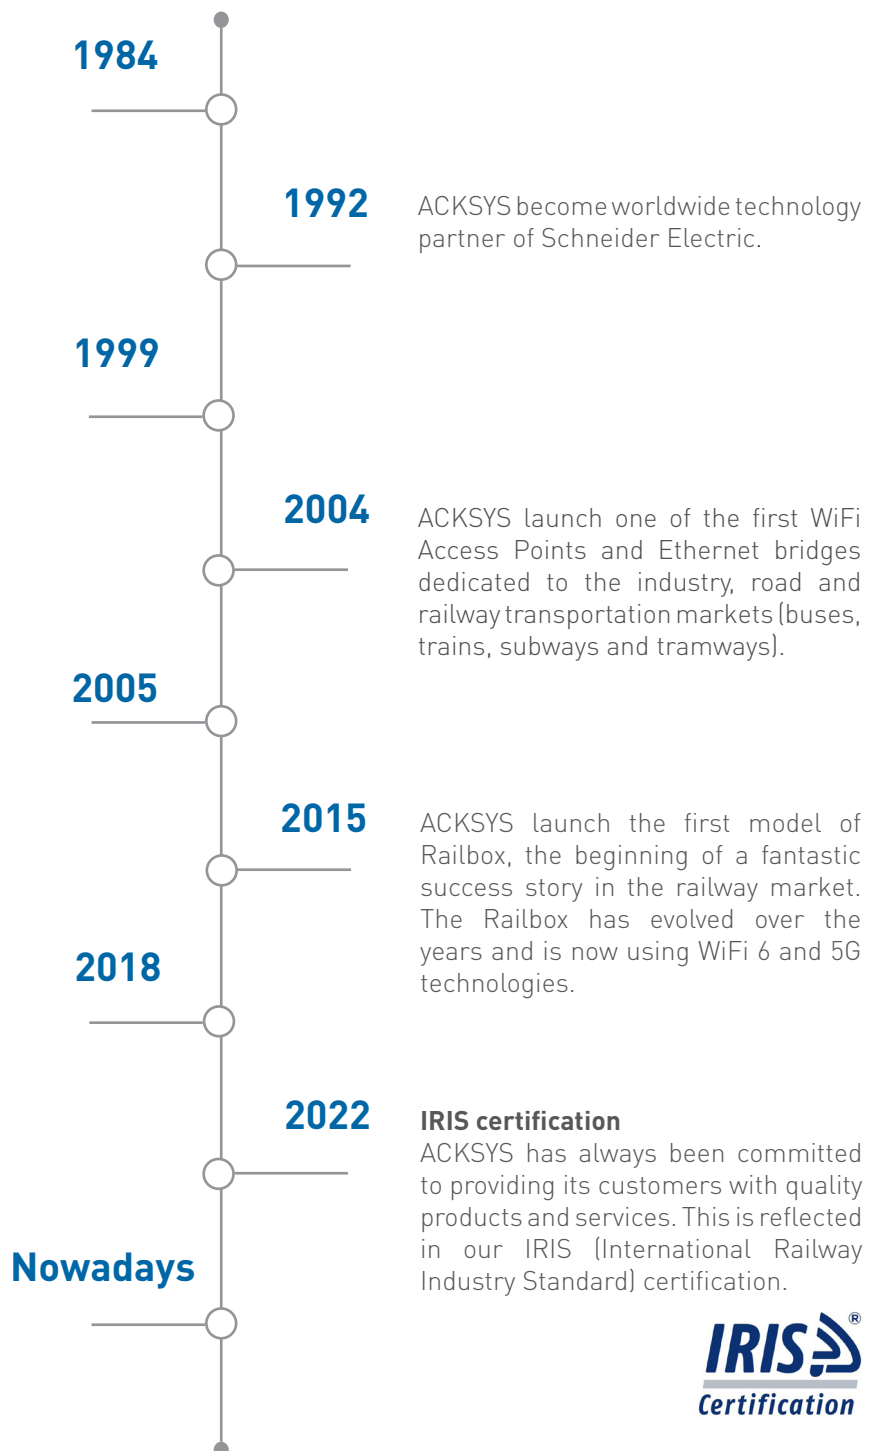 1984
1992
ACKSYS become worldwide technology
partner of Schneider Electric.
1999
2004
ACKSYS launch one of the first WiFi
Access Points and Ethernet bridges
dedicated to the industry, road and
railway transportation markets (buses,
trains, subways and tramways).
2005
2015
ACKSYS launch the first model of
Railbox, the beginning of a fantastic
success story in the railway market.
The Railbox has evolved over the
years and is now using WiFi 6 and 5G
technologies.
2018
2022
IRIS certification
ACKSYS has always been committed
to providing its customers with quality
products and services. This is reflected
in our IRIS (International Railway
Industry Standard) certification.
Nowadays
IRIS ®
Certification